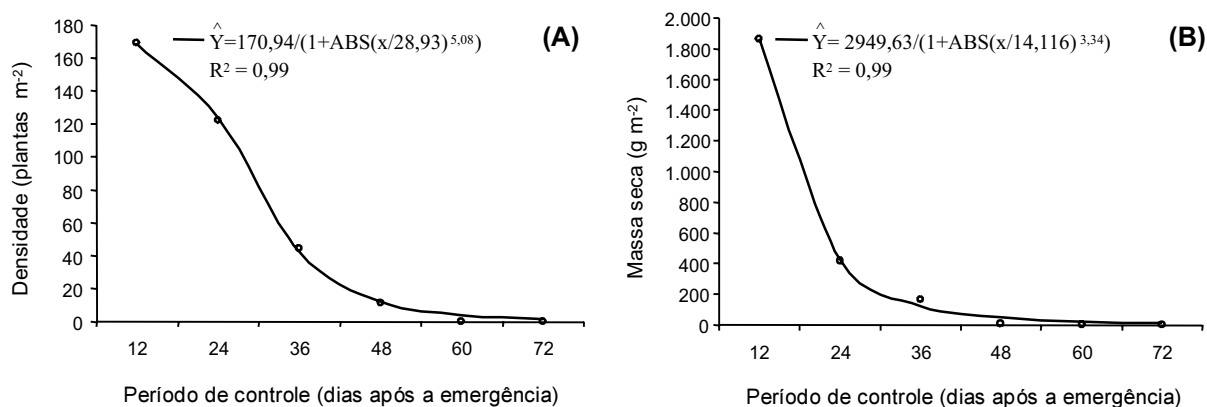 (A)
Ŷ=170,94/(1+ABS(x/28,93)^5,08)
R² = 0,99
Densidade (plantas m⁻²)
180
160
140
120
100
80
60
40
20
0
12 24 36 48 60 72
Período de controle (dias após a emergência)
(B)
Ŷ= 2949,63/(1+ABS(x/14,116)^3,34)
R² = 0,99
Massa seca (g m⁻²)
2.000
1.800
1.600
1.400
1.200
1.000
800
600
400
200
0
12 24 36 48 60 72
Período de controle (dias após a emergência)